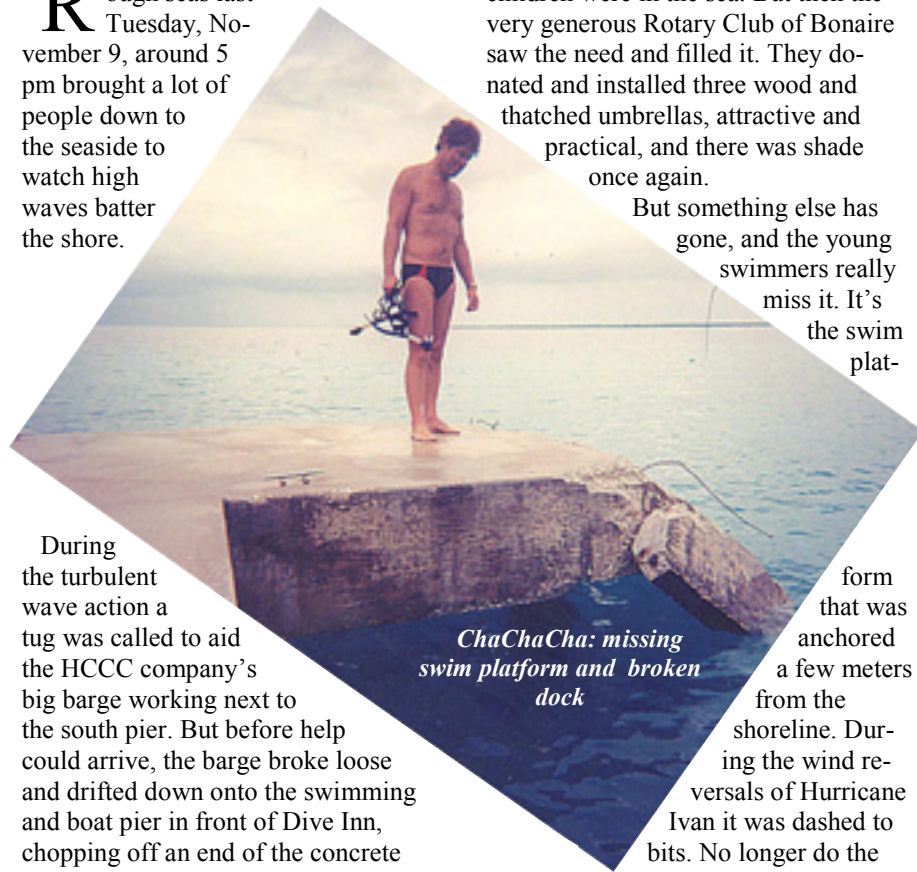 Rough seas last
Tuesday, No-
vember 9, around 5
pm brought a lot of
people down to
the seaside to
watch high
waves batter
the shore.
During
the turbulent
wave action a
tug was called to aid
the HCCC company's
big barge working next to
the south pier. But before help
could arrive, the barge broke loose
and drifted down onto the swimming
and boat pier in front of Dive Inn,
chopping off an end of the concrete
ChaChaCha: missing
swim platform and broken
dock
children were in the sea. But then the
very generous Rotary Club of Bonaire
saw the need and filled it. They do-
nated and installed three wood and
thatched umbrellas, attractive and
practical, and there was shade
once again.
But something else has
gone, and the young
swimmers really
miss it. It's
the swim
plat-
form
that was
anchored
a few meters
from the
shoreline. Dur-
ing the wind re-
versals of Hurricane
Ivan it was dashed to
bits. No longer do the